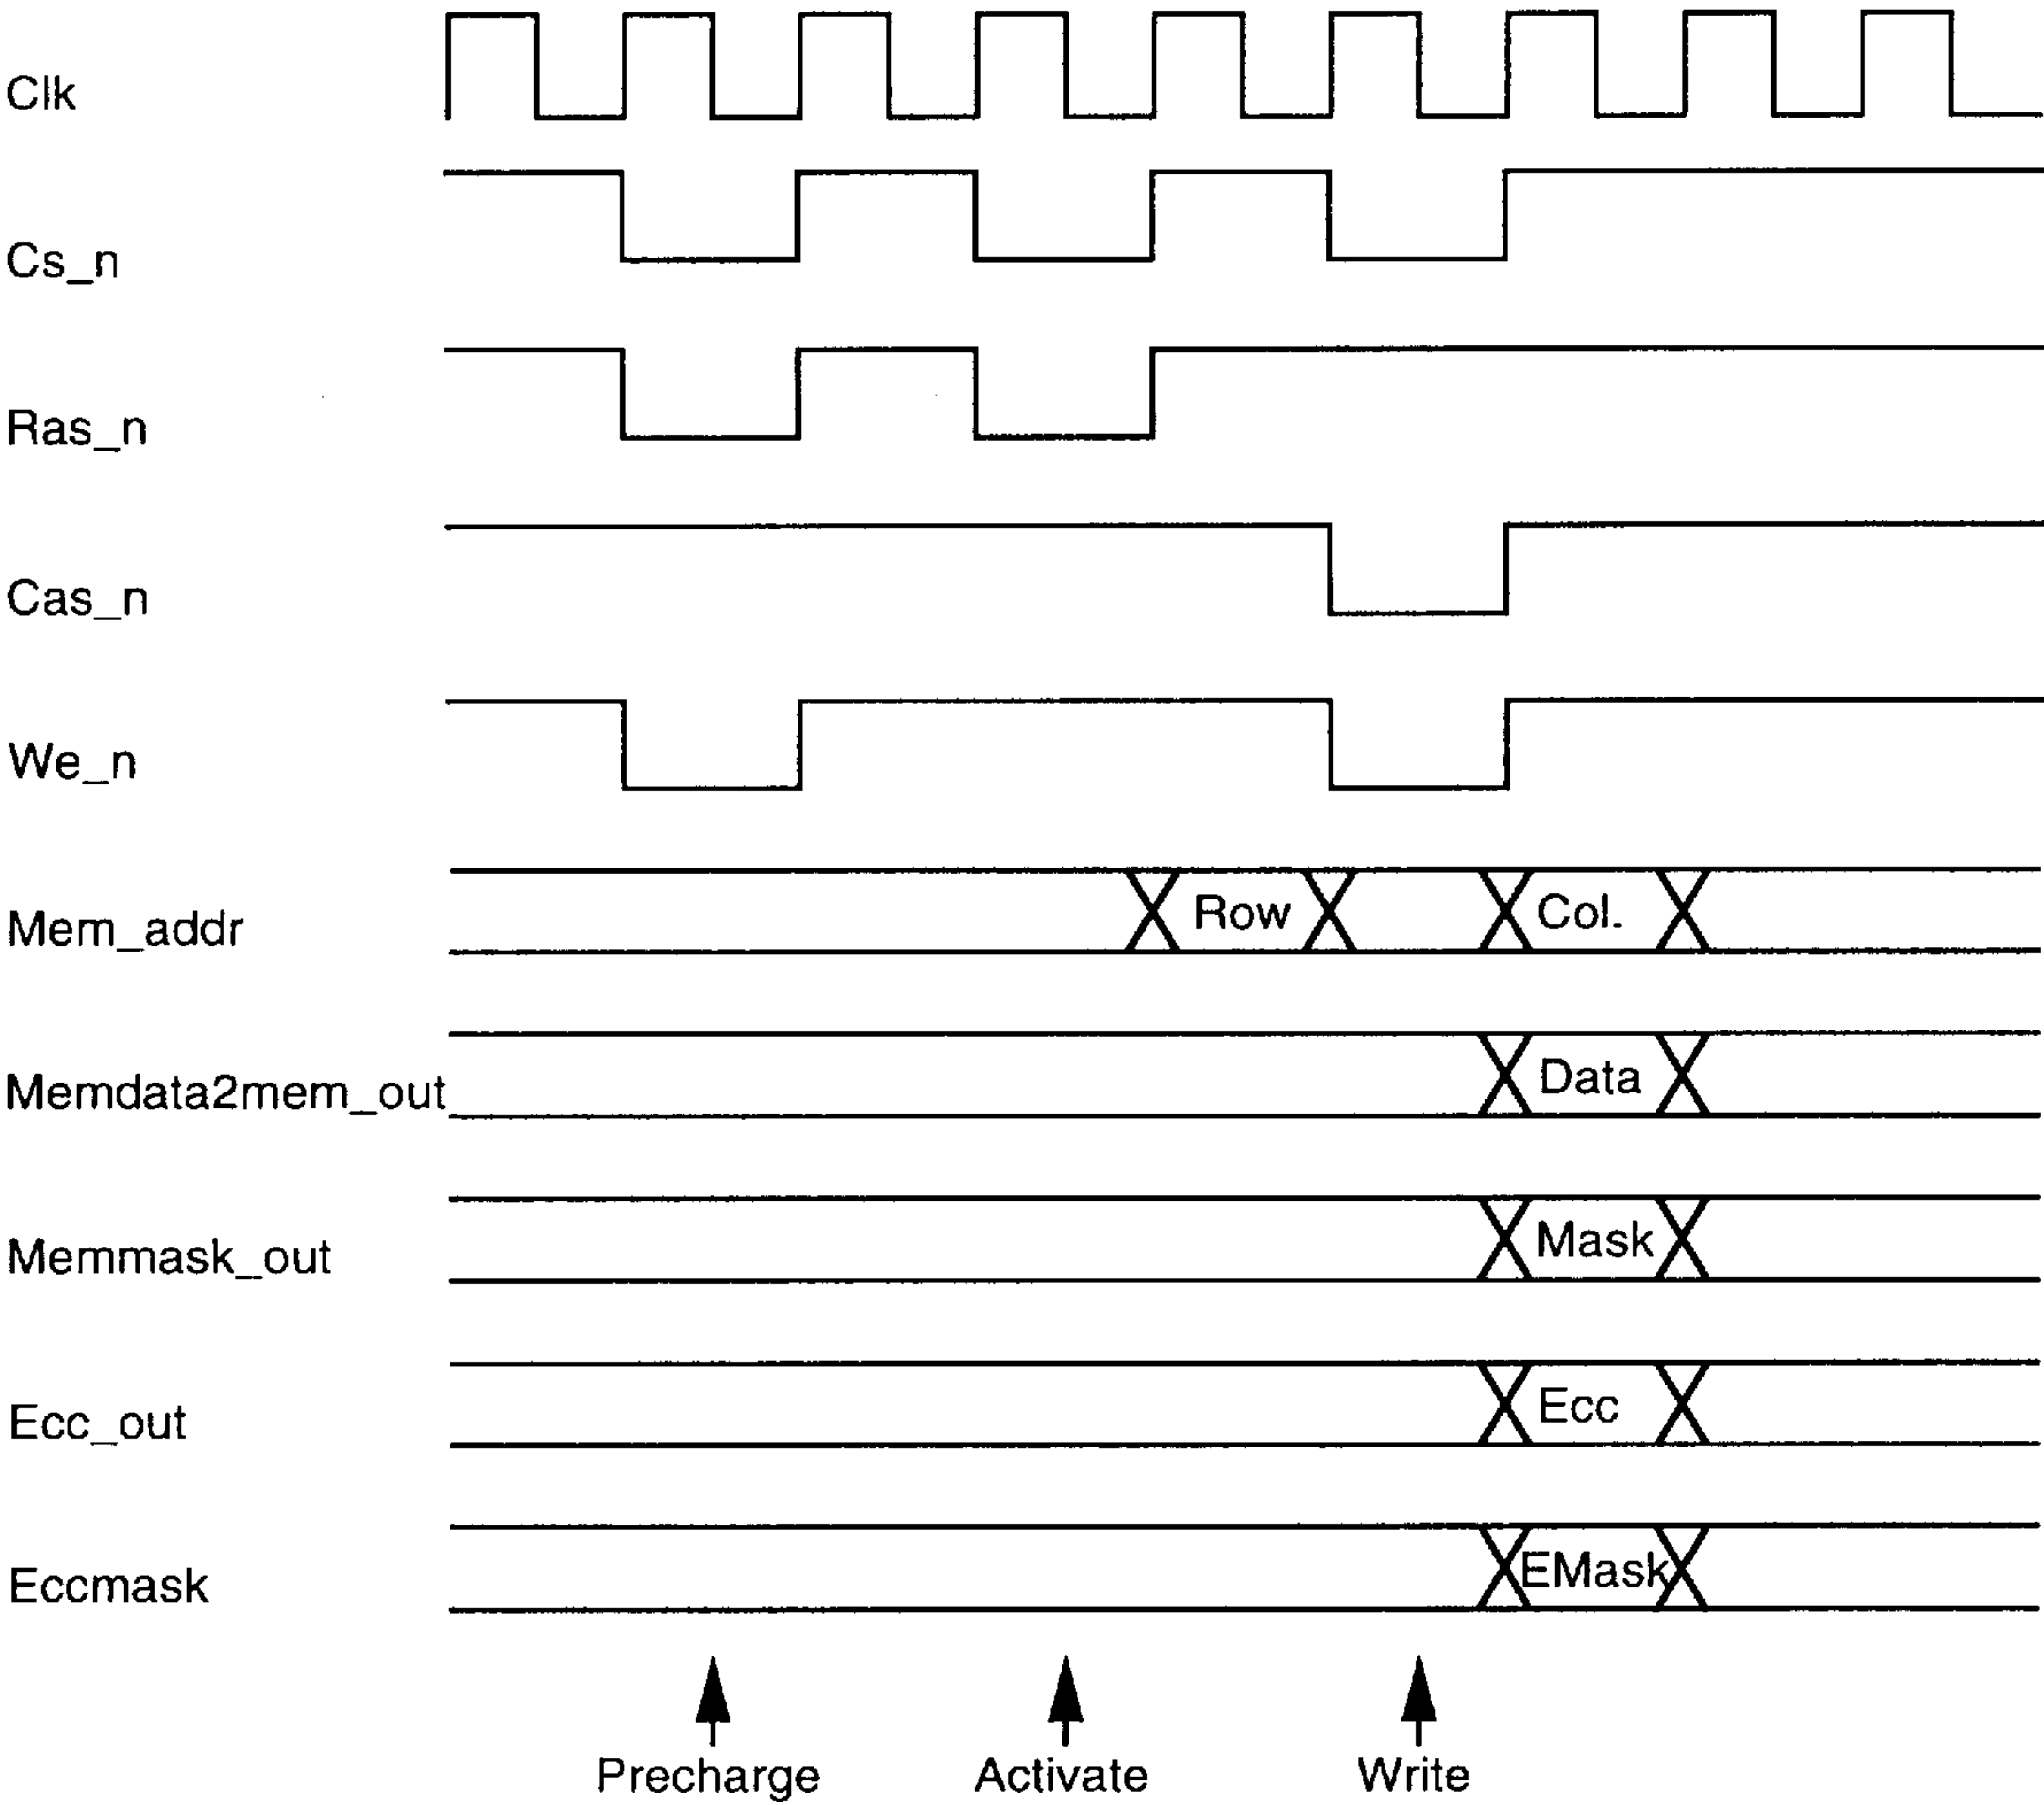 Clk
Cs_n
Ras_n
Cas_n
We_n
Mem_addr Row Col.
Memdata2mem_out Data
Memmask_out Mask
Ecc_out Ecc
Eccmask EMask
Precharge Activate Write